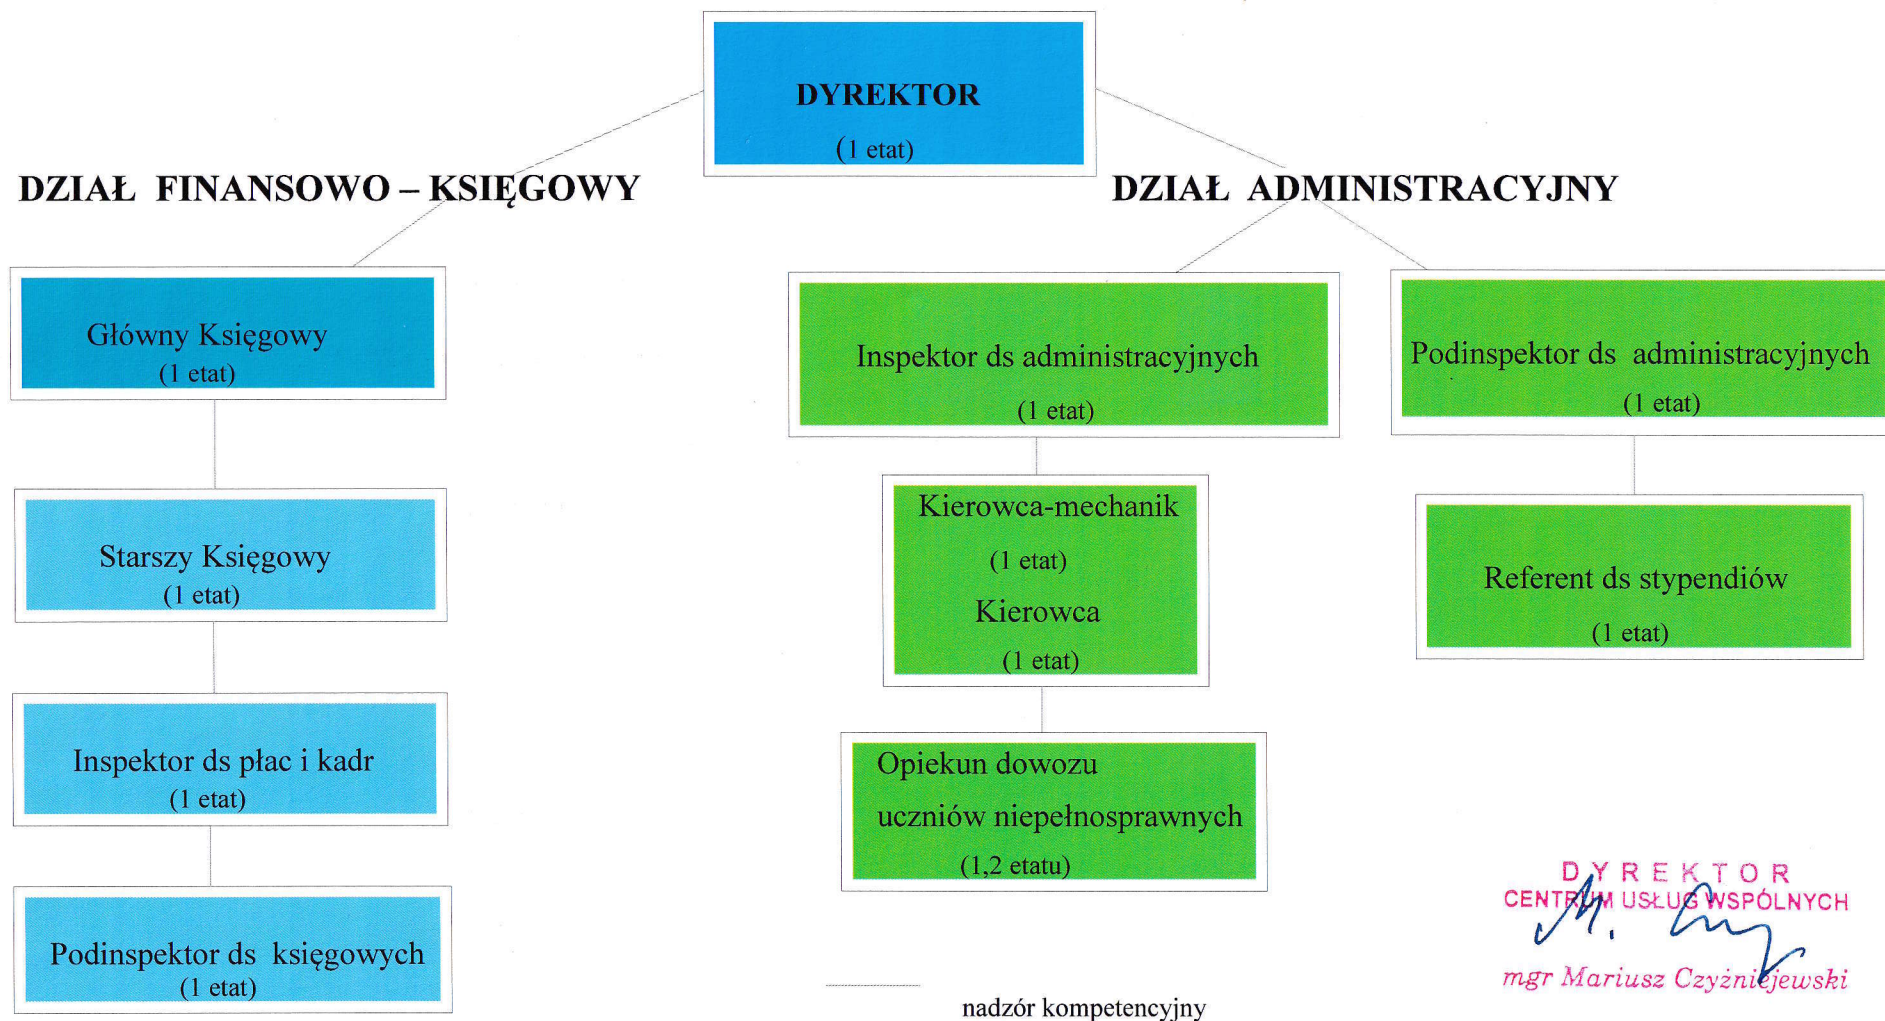 DYREKTOR
(1 etat)
DZIAŁ FINANSOWO – KSIĘGOWY
DZIAŁ ADMINISTRACYJNY
Główny Księgowy
(1 etat)
Starszy Księgowy
(1 etat)
Inspektor ds płac i kadr
(1 etat)
Podinspektor ds księgowych
(1 etat)
Inspektor ds administracyjnych
(1 etat)
Kierowca-mechanik
(1 etat)
Kierowca
(1 etat)
Opiekun dowozu
uczniów niepełnosprawnych
(1,2 etatu)
Podinspektor ds administracyjnych
(1 etat)
Referent ds stypendiów
(1 etat)
nadzór kompetencyjny
DYREKTOR
CENTRUM USŁUG WSPÓLNYCH
mgr Mariusz Czyżniejewski